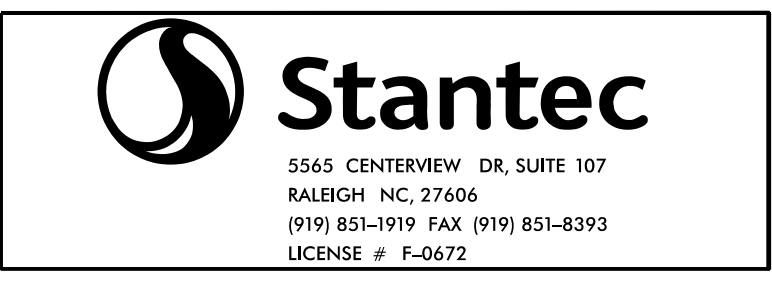 Stantec
5565 CENTERVIEW DR, SUITE 107
RALEIGH NC, 27606
(919) 851–1919 FAX (919) 851–8393
LICENSE # F–0672